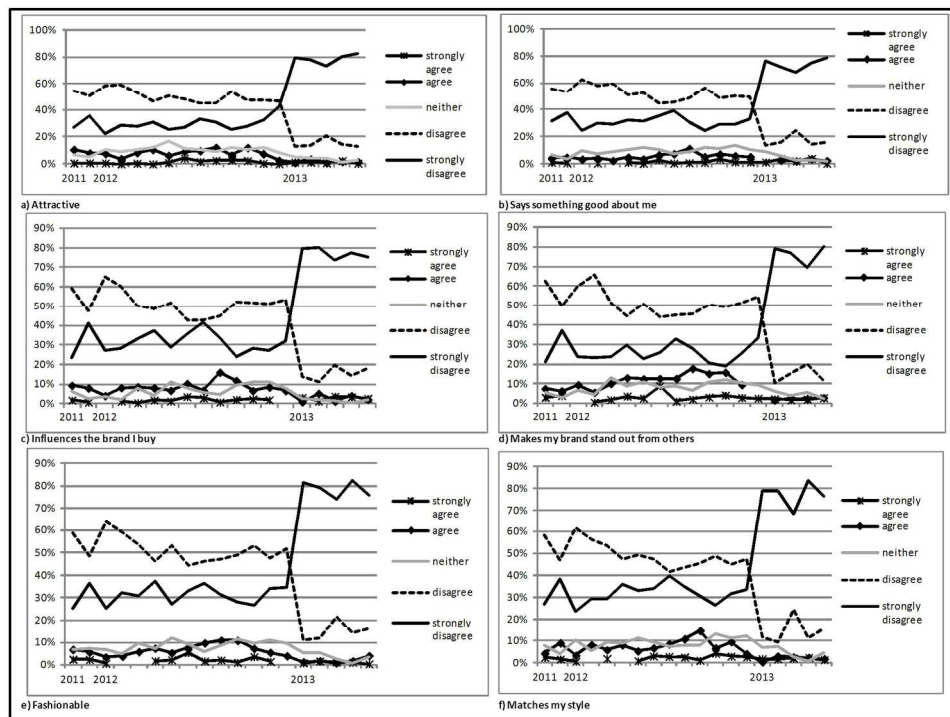 100%
80%
60%
40%
20%
0%
2011 2012 2013
strongly
agree
agree
neither
disagree
strongly
disagree
a) Attractive
100%
80%
60%
40%
20%
0%
2011 2012 2013
strongly
agree
agree
neither
disagree
strongly
disagree
b) Says something good about me
90%
80%
70%
60%
50%
40%
30%
20%
10%
0%
2011 2012 2013
strongly
agree
agree
neither
disagree
strongly
disagree
c) Influences the brand I buy
90%
80%
70%
60%
50%
40%
30%
20%
10%
0%
2011 2012 2013
strongly
agree
agree
neither
disagree
strongly
disagree
d) Makes my brand stand out from others
90%
80%
70%
60%
50%
40%
30%
20%
10%
0%
2011 2012 2013
strongly
agree
agree
neither
disagree
strongly
disagree
e) Fashionable
90%
80%
70%
60%
50%
40%
30%
20%
10%
0%
2011 2012 2013
strongly
agree
agree
neither
disagree
strongly
disagree
f) Matches my style